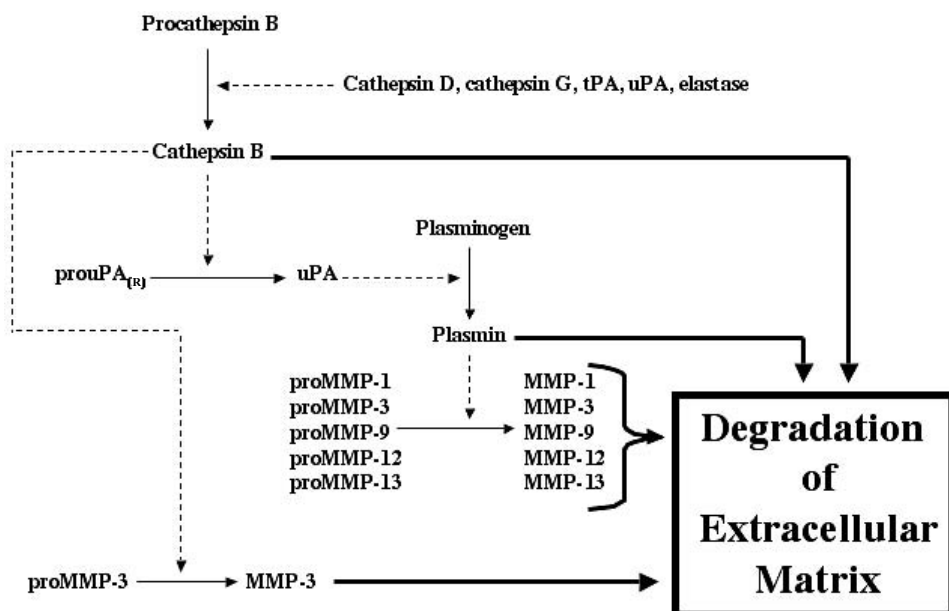 Procathepsin B
Cathepsin D, cathepsin G, tPA, uPA, elastase
Cathepsin B
Plasminogen
prouPA(R)
uPA
Plasmin
proMMP-1
proMMP-3
proMMP-9
proMMP-12
proMMP-13
MMP-1
MMP-3
MMP-9
MMP-12
MMP-13
Degradation
of
Extracellular
Matrix
proMMP-3
MMP-3